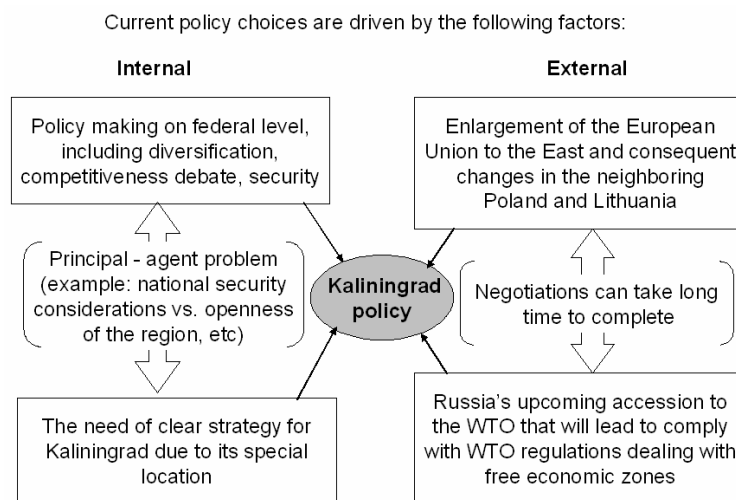 Current policy choices are driven by the following factors:
Internal
External
Policy making on federal level,
including diversification,
competitiveness debate, security
Enlargement of the European
Union to the East and consequent
changes in the neighboring
Poland and Lithuania
Principal - agent problem
(example: national security
considerations vs. openness
of the region, etc)
Kaliningrad
policy
Negotiations can take long
time to complete
The need of clear strategy for
Kaliningrad due to its special
location
Russia's upcoming accession to
the WTO that will lead to comply
with WTO regulations dealing with
free economic zones